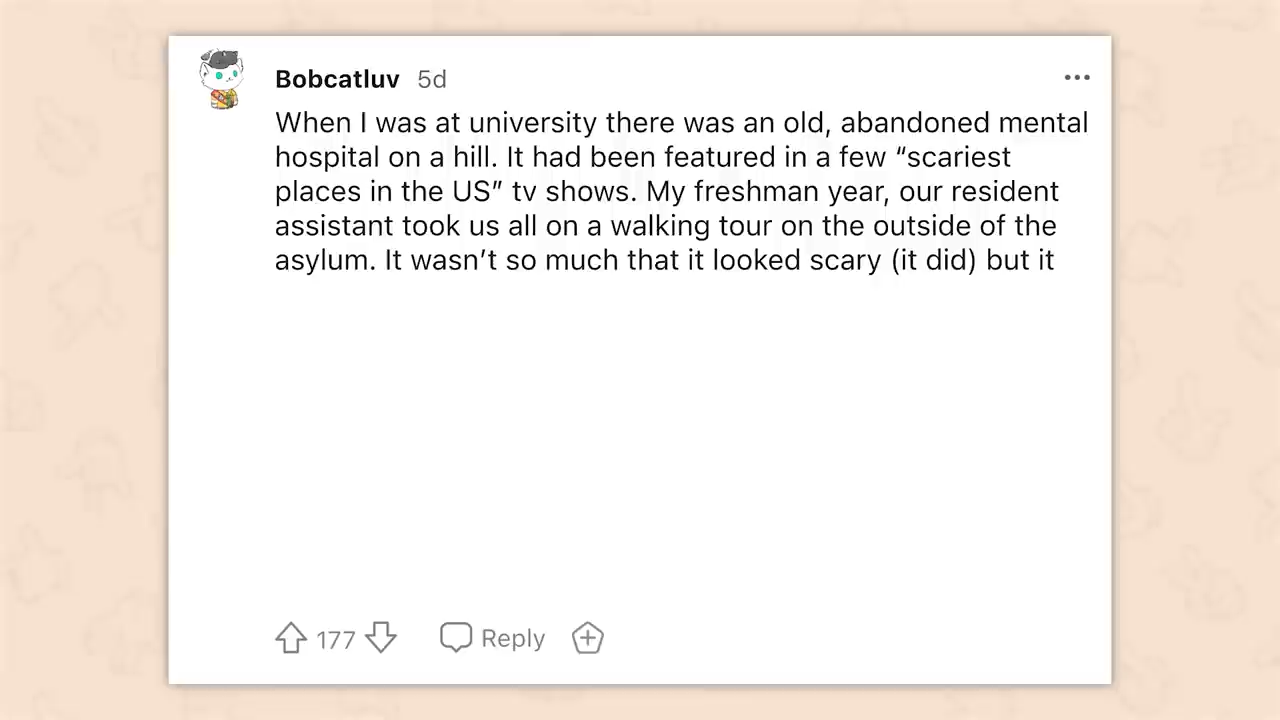 Bobcatluv 5d
When I was at university there was an old, abandoned mental
hospital on a hill. It had been featured in a few “scariest
places in the US” tv shows. My freshman year, our resident
assistant took us all on a walking tour on the outside of the
asylum. It wasn’t so much that it looked scary (it did) but it
177 Reply